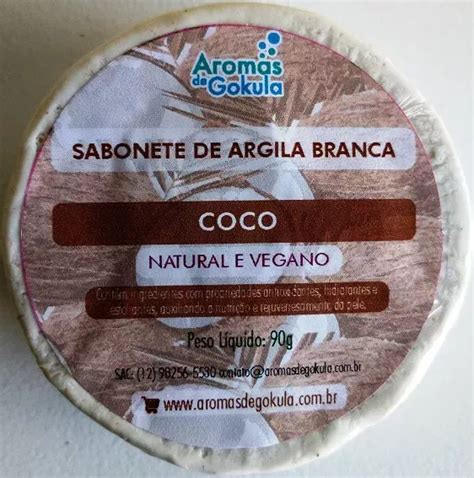 Aromas
de Gokula
SABONETE DE ARGILA BRANCA
COCO
NATURAL E VEGANO
Contém ingredientes com propriedades antioxidantes, hidratantes e
esfoliantes, auxiliando a nutrição e rejuvenescimento da pele.
Peso Líquido: 90g
SAC: (12) 98256-5530 contato@aromasdegokula.com.br
www.aromasdegokula.com.br